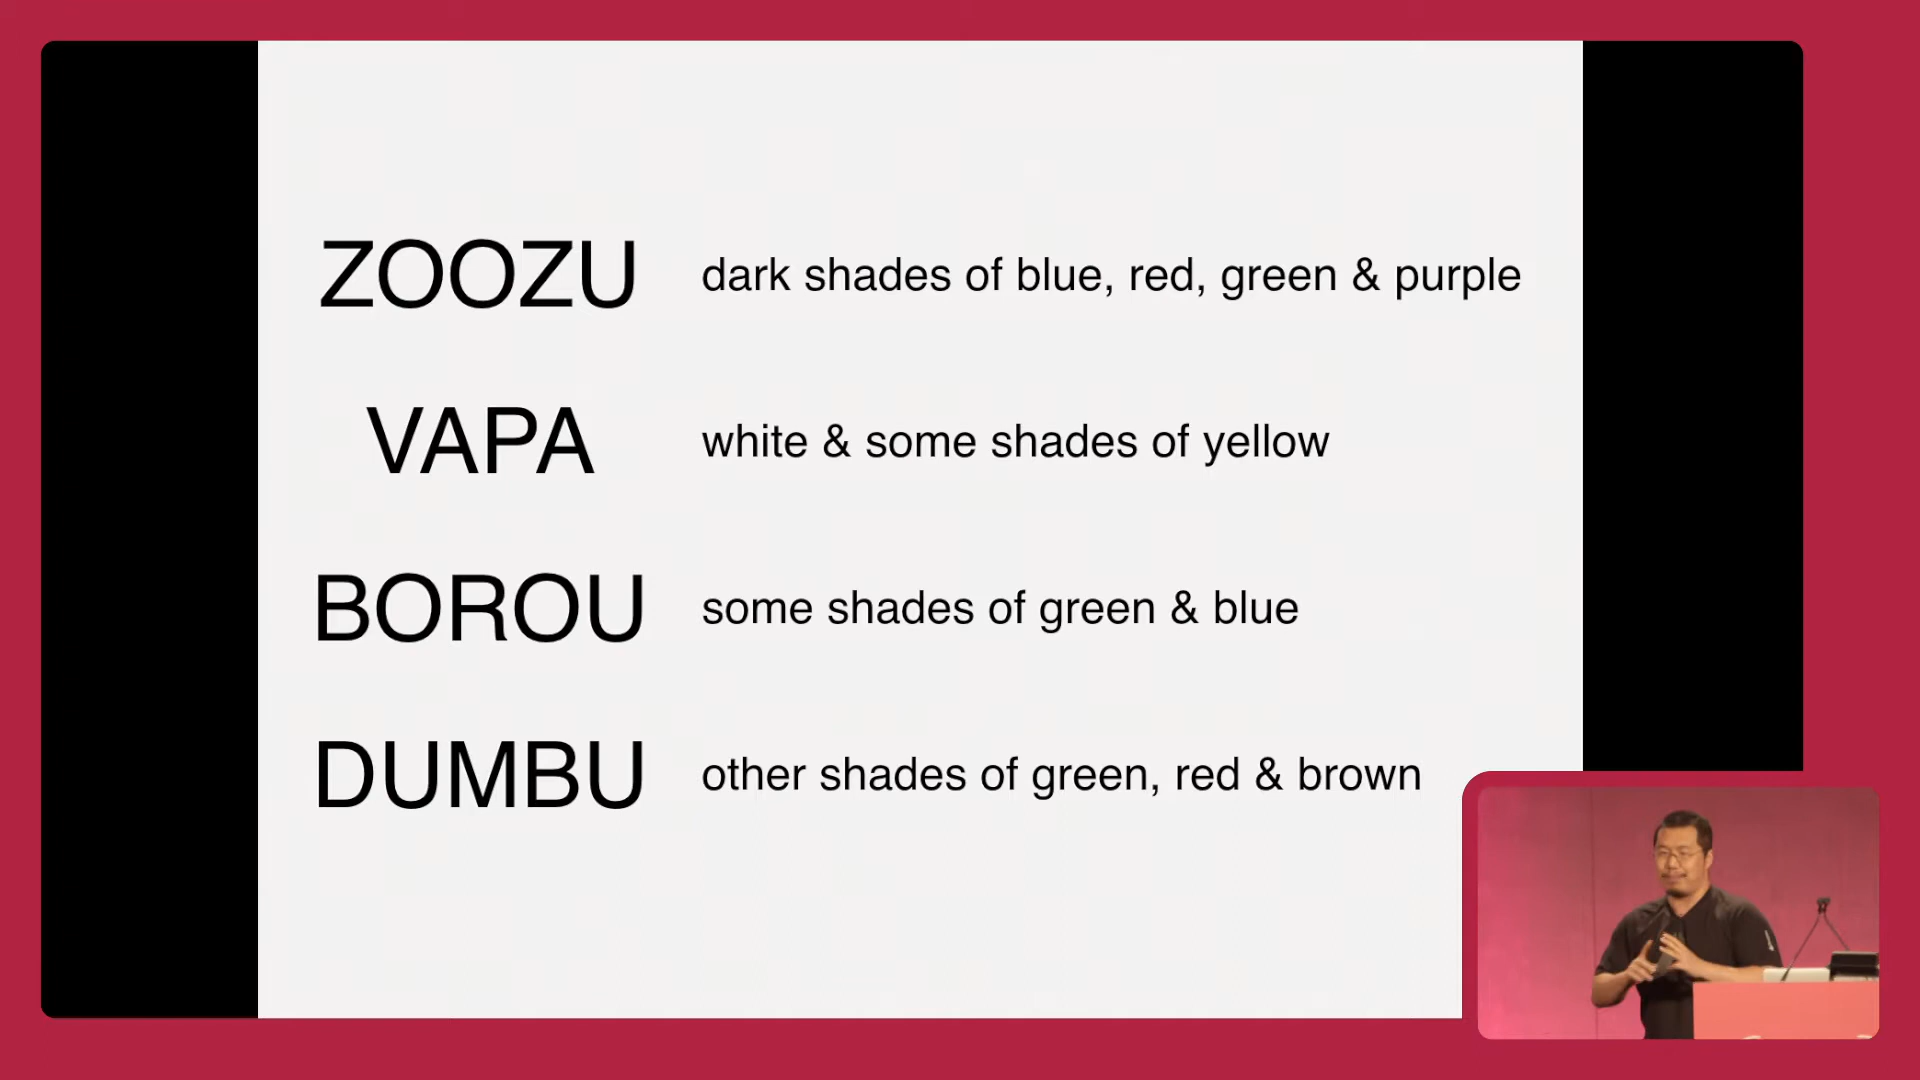 ZOOZU dark shades of blue, red, green & purple
VAPA white & some shades of yellow
BOROU some shades of green & blue
DUMBU other shades of green, red & brown